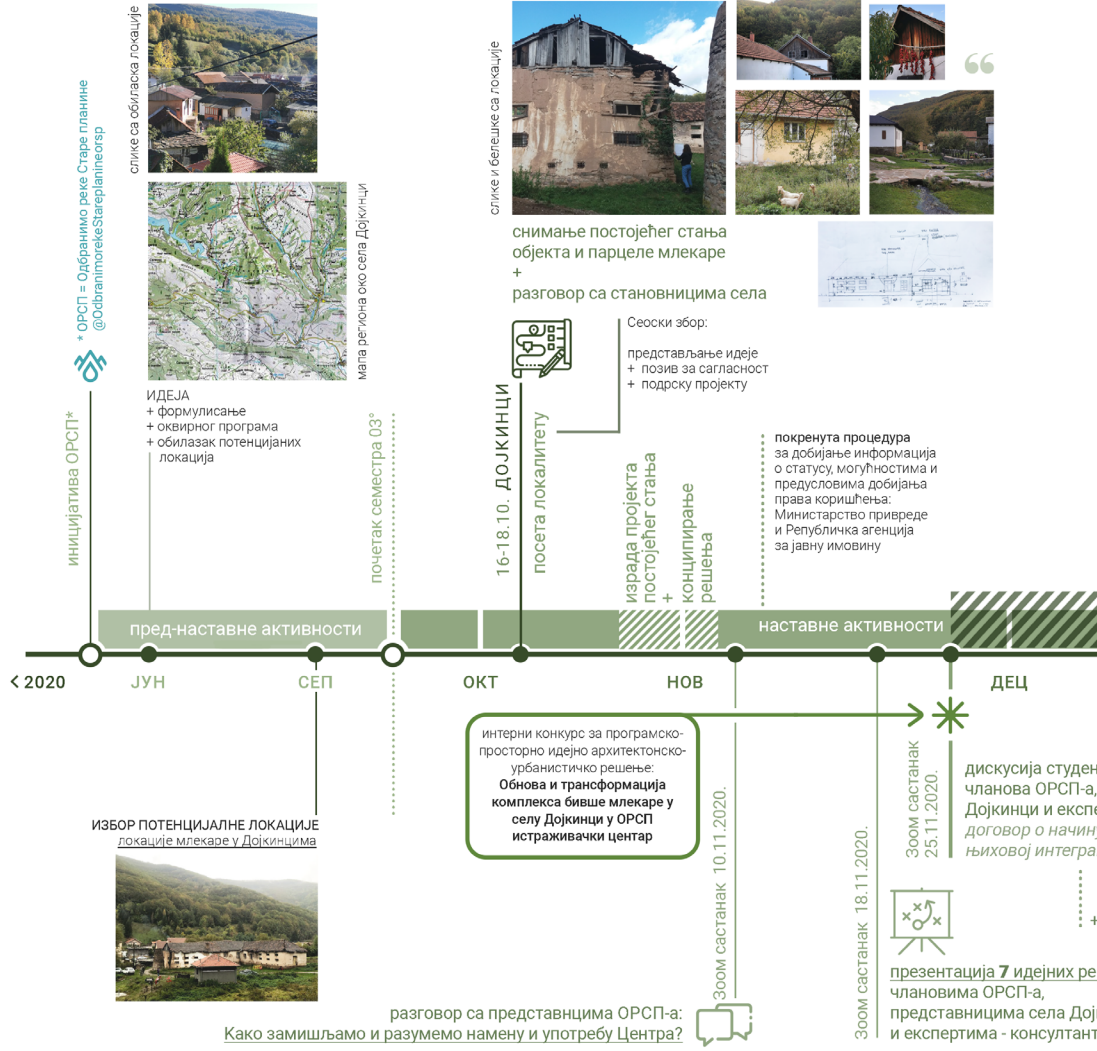 слике са обиласка локације
* ОРСП = Одбранимо реке Старе планине
@OdbranimorekeStareplanineorsp
мапа региона око села Дојкинци
иницијатива ОРСП*
ИДЕЈА
+ формулисање
+ оквирног програма
+ обилазак потенцијаних
локација
почетак семестра 03°
слике и белешке са локације
снимање постојећег стања
објекта и парцеле млекаре
+
разговор са становницима села
Сеоски збор:
представљање идеје
+ позив за сагласност
+ подрску пројекту
16-18.10. ДОЈКИНЦИ
посета локалитету
израда пројекта
постојећег стања
+
конципирање
решења
покренута процедура
за добијање информација
о статусу, могућностима и
предусловима добијања
права коришћења:
Министарство привреде
и Републичка агенција
за јавну имовину
пред-наставне активности
наставне активности
< 2020
ЈУН
СЕП
ОКТ
НОВ
ДЕЦ
интерни конкурс за програмско-
просторно идејно архитектонско-
урбанистичко решење:
Обнова и трансформација
комплекса бивше млекаре у
селу Дојкинци у ОРСП
истраживачки центар
ИЗБОР ПОТЕНЦИЈАЛНЕ ЛОКАЦИЈЕ
локације млекаре у Дојкинцима
Зоом састанак 10.11.2020.
разговор са представнцима ОРСП-а:
Како замишљамо и разумемо намену и употребу Центра?
Зоом састанак 18.11.2020.
Зоом састанак
25.11.2020.
дискусија студен
чланова ОРСП-а,
Дојкинци и експе
договор о начину
њиховој интегра
+
презентација 7 идејних ре
члановима ОРСП-а,
представницима села Дој
и експертима - консултант